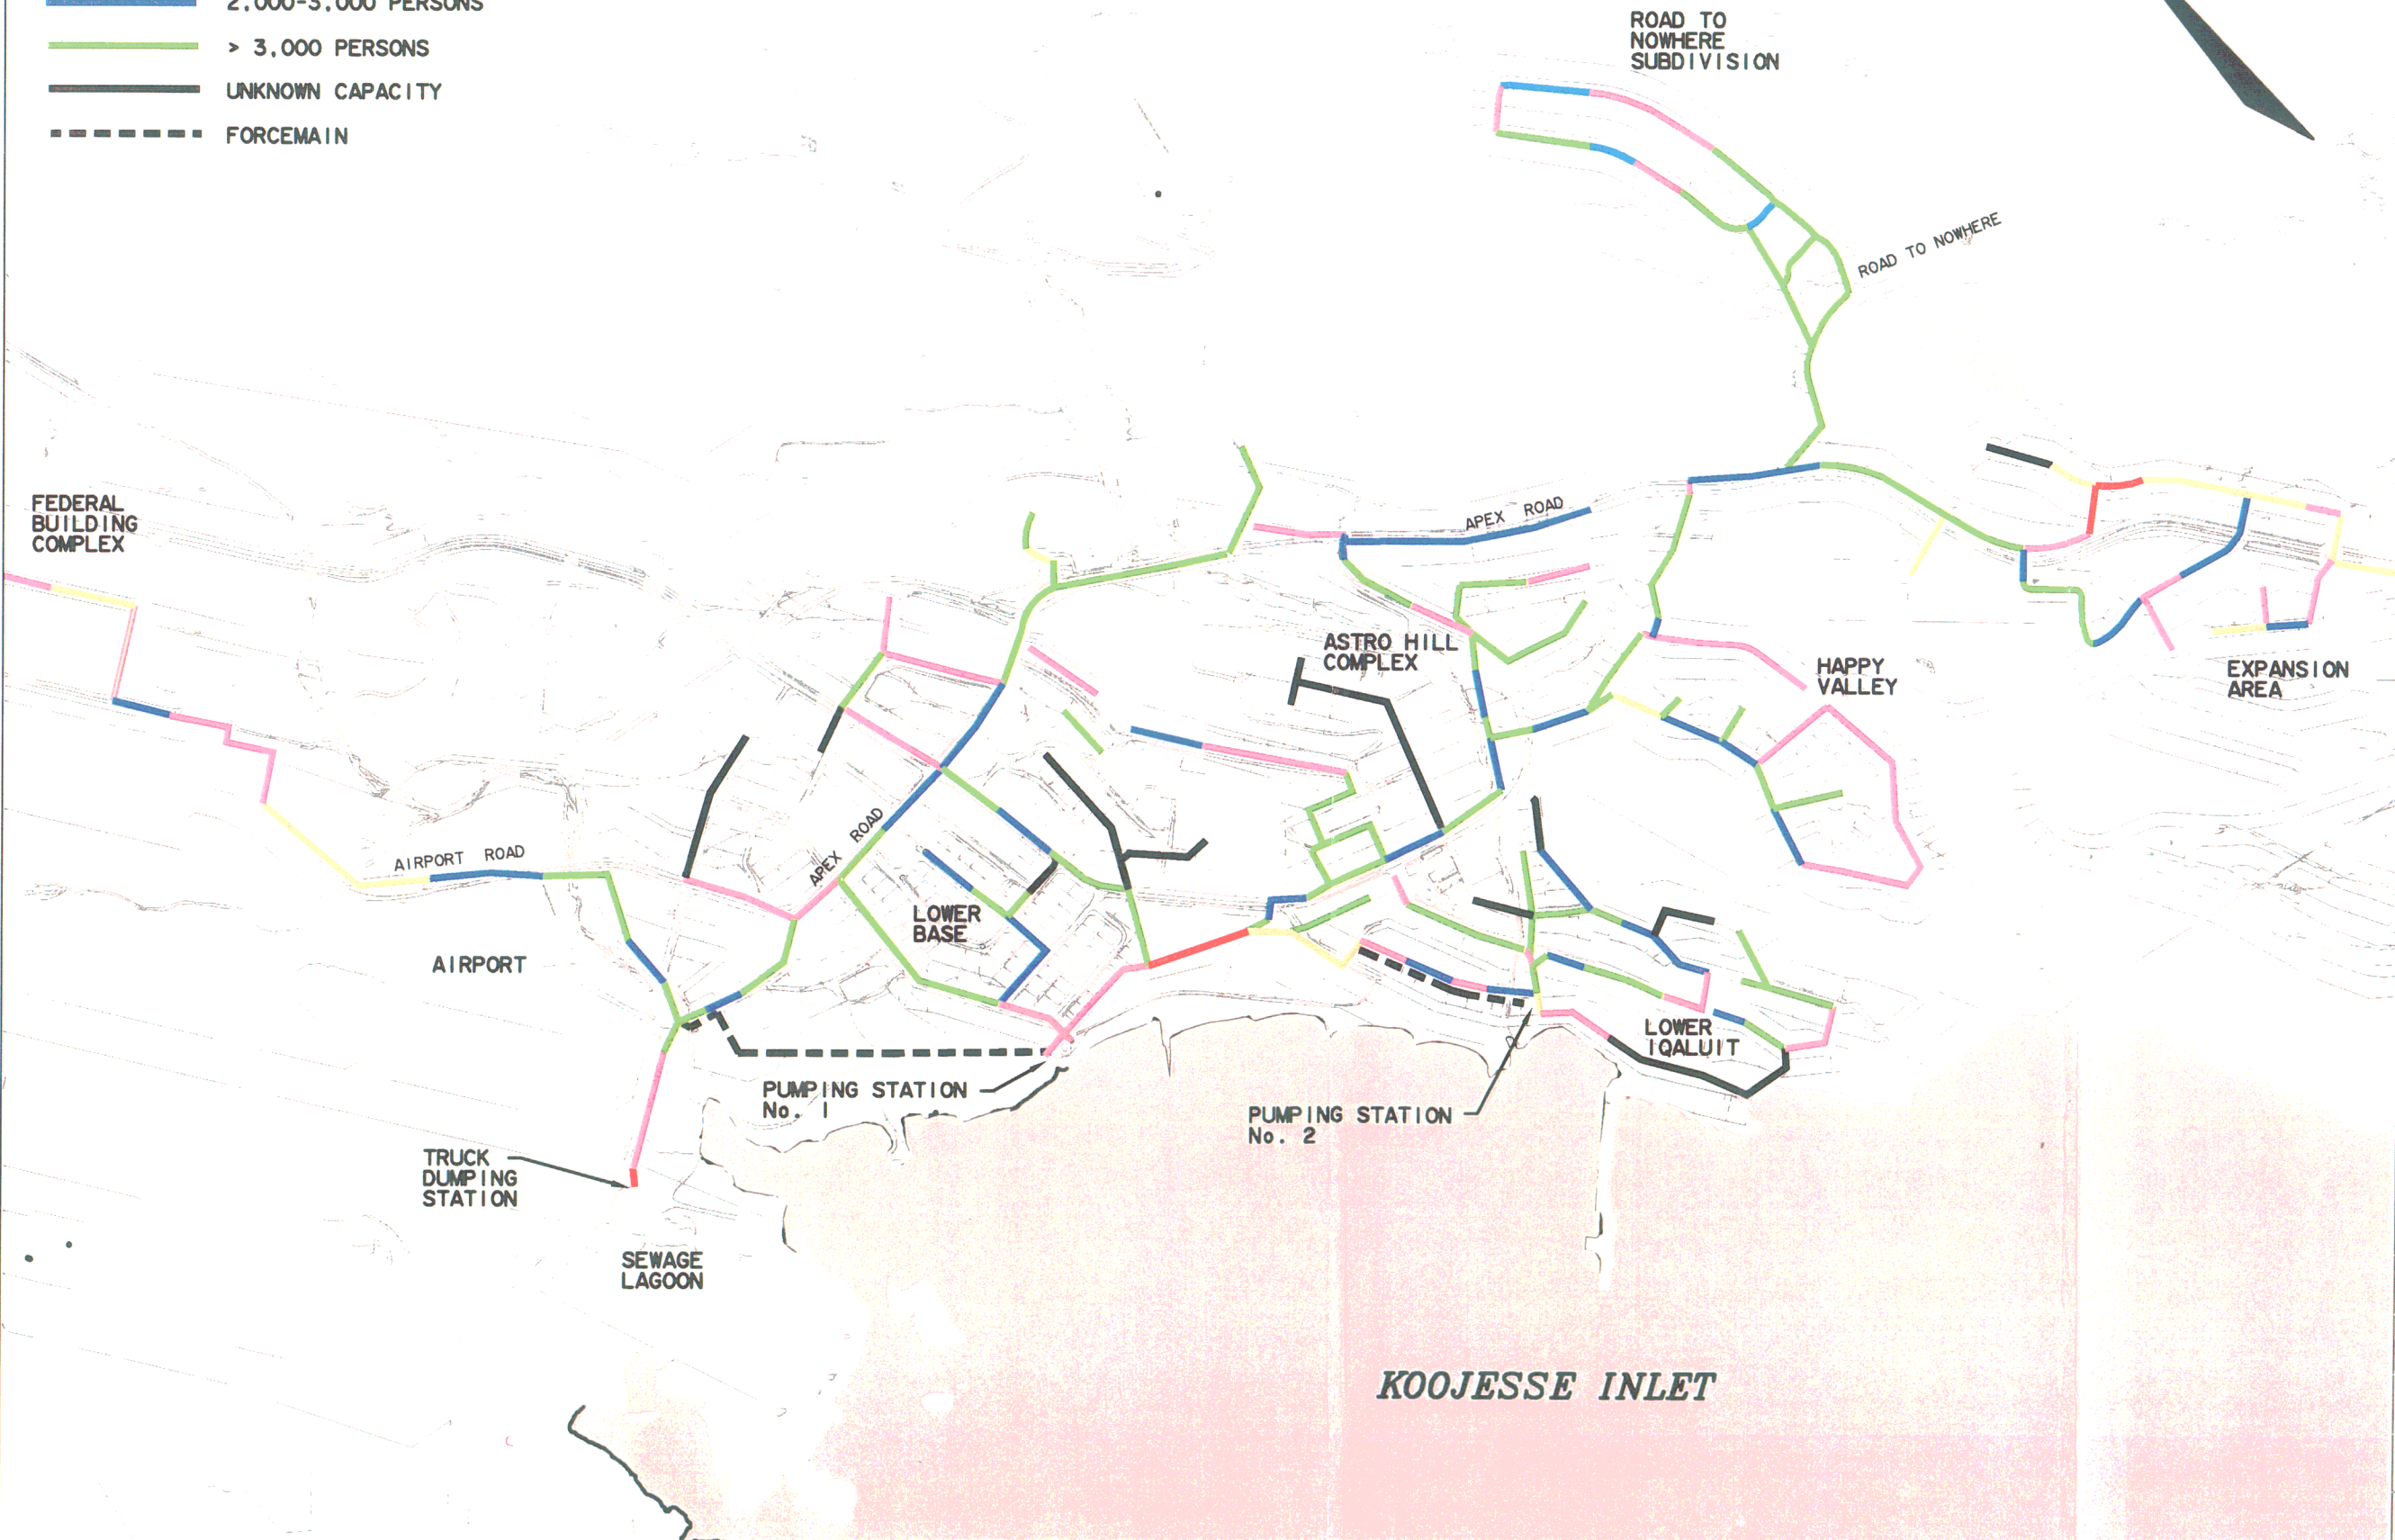 2,000-3,000 PERSONS
> 3,000 PERSONS
UNKNOWN CAPACITY
FORCEMAIN
ROAD TO
NOWHERE
SUBDIVISION
ROAD TO NOWHERE
FEDERAL
BUILDING
COMPLEX
APEX ROAD
ASTRO HILL
COMPLEX
HAPPY
VALLEY
EXPANSION
AREA
AIRPORT ROAD
APEX ROAD
LOWER
BASE
AIRPORT
LOWER
IQALUIT
PUMPING STATION
No. 1
PUMPING STATION
No. 2
TRUCK
DUMPING
STATION
SEWAGE
LAGOON
KOOJESSE INLET